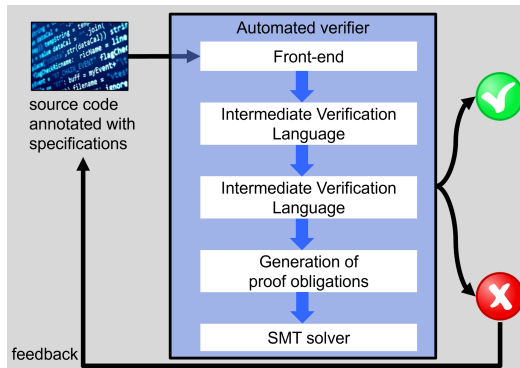 Automated verifier
Front-end
source code
annotated with
specifications
Intermediate Verification
Language
Intermediate Verification
Language
Generation of
proof obligations
SMT solver
feedback